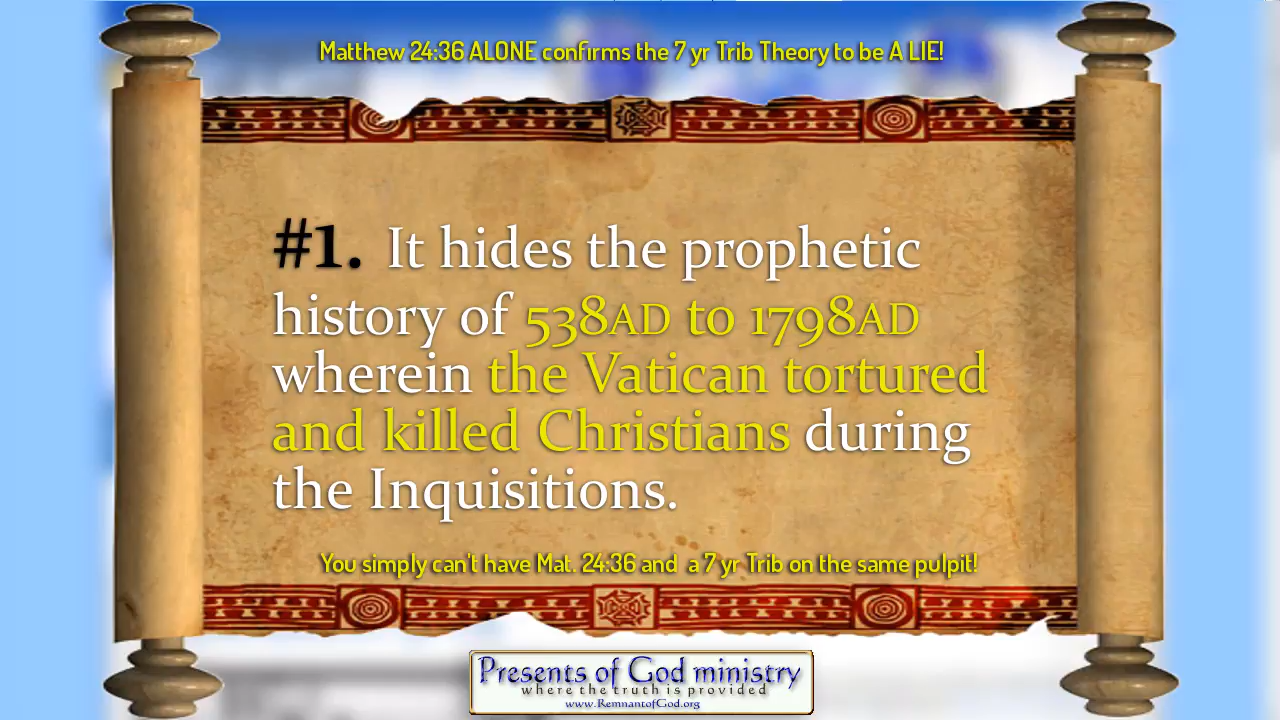 Matthew 24:36 ALONE confirms the 7 yr Trib Theory to be A LIE!
#1. It hides the prophetic
history of 538AD to 1798AD
wherein the Vatican tortured
and killed Christians during
the Inquisitions.
You simply can't have Mat. 24:36 and a 7 yr Trib on the same pulpit!
Presents of God ministry
where the truth is provided
www.RemnantofGod.org